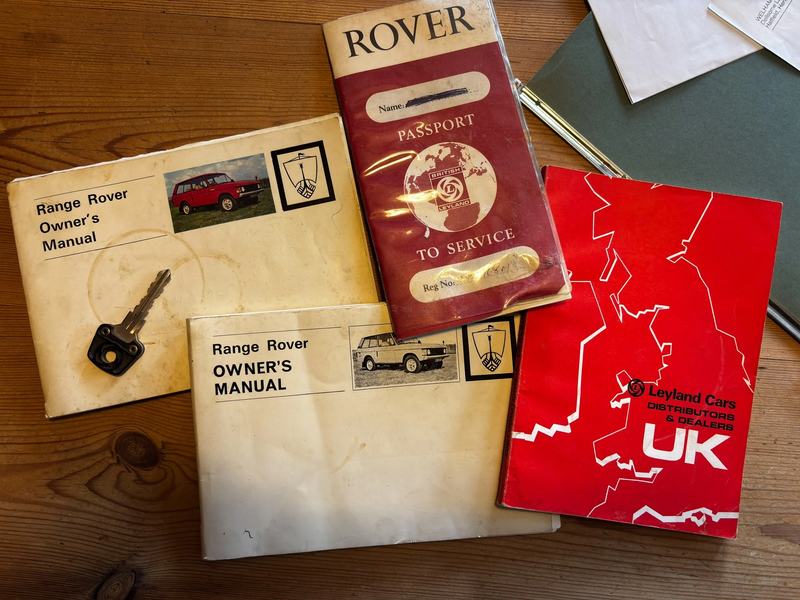 ROVER
Name:
PASSPORT
BRITISH
LEYLAND
TO SERVICE
Reg No:
Range Rover
Owner's
Manual
Range Rover
OWNER'S
MANUAL
Leyland Cars
DISTRIBUTORS
& DEALERS
UK